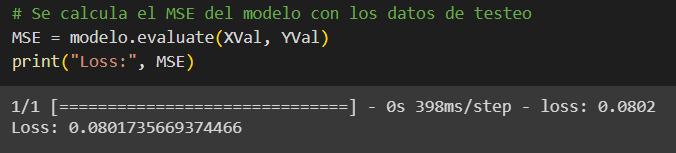 # Se calcula el MSE del modelo con los datos de testeo
MSE = modelo.evaluate(XVal, YVal)
print("Loss:", MSE)
1/1 [==============================] - 0s 398ms/step - loss: 0.0802
Loss: 0.0801735669374466